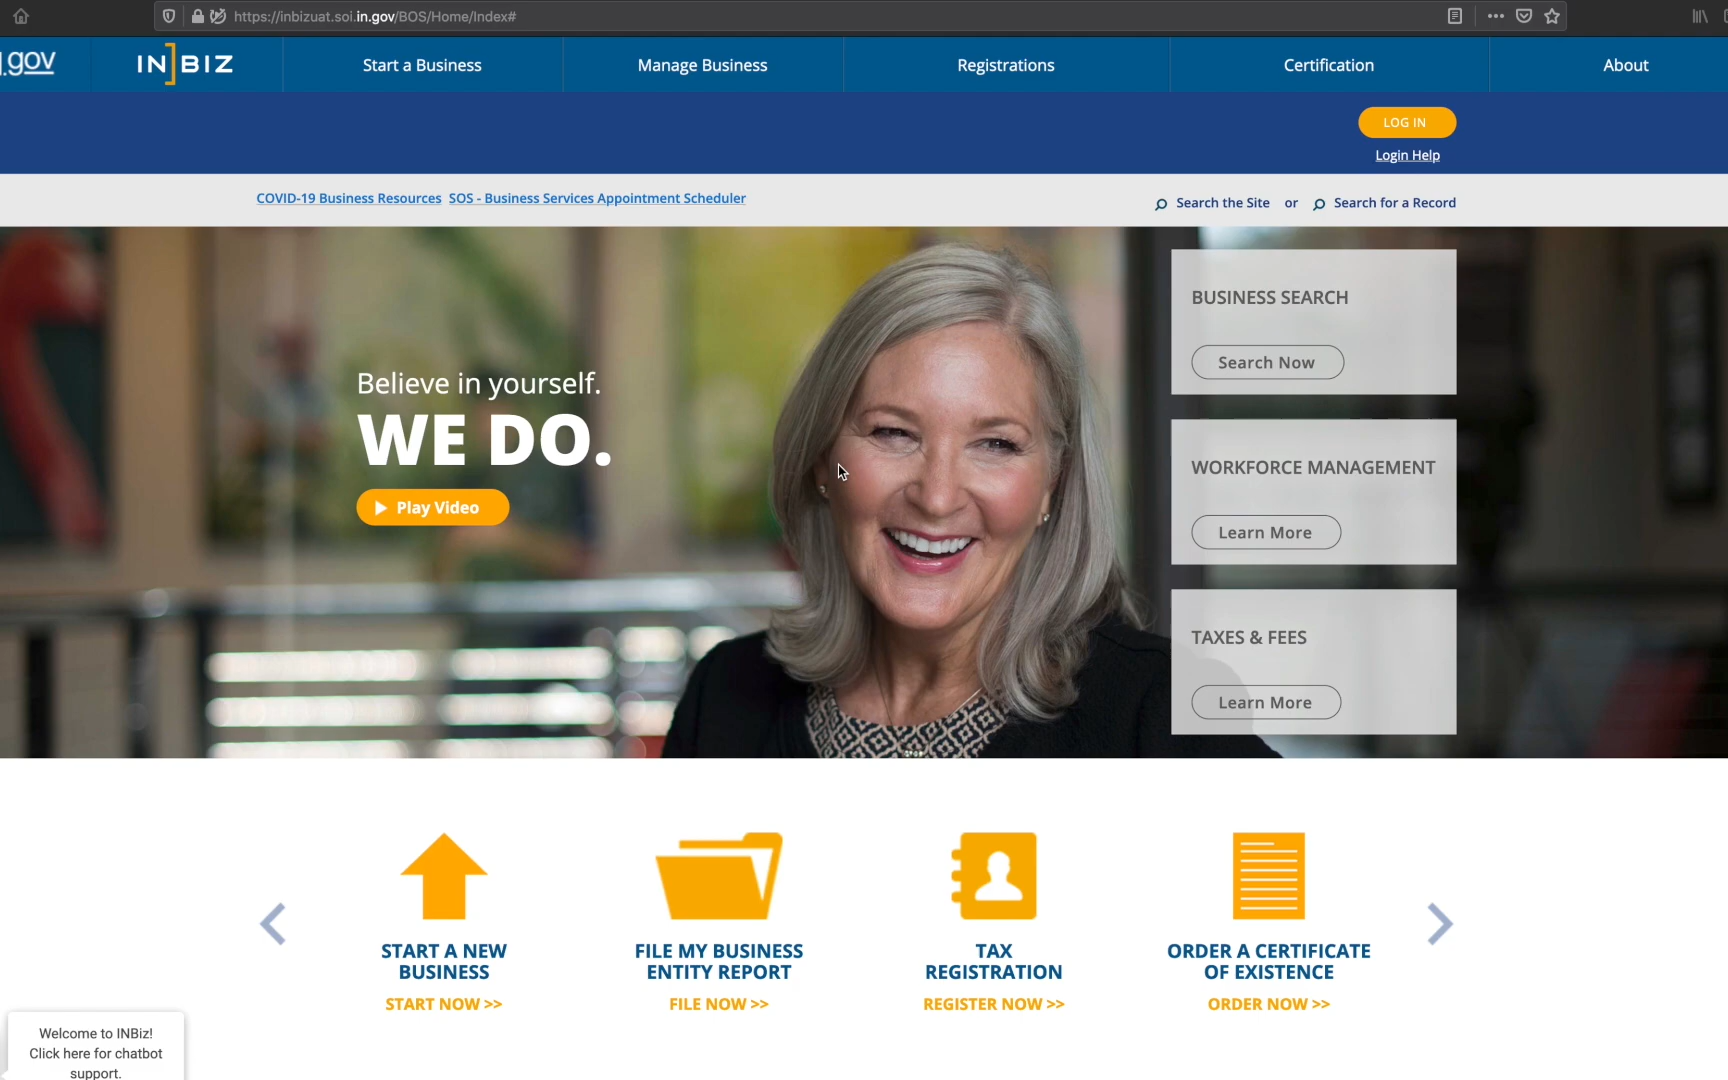 https://inbizuat.soi.in.gov/BOS/Home/Index#
.gov
IN BIZ
Start a Business
Manage Business
Registrations
Certification
About
LOG IN
Login Help
COVID-19 Business Resources SOS - Business Services Appointment Scheduler
Search the Site or Search for a Record
Believe in yourself.
WE DO.
Play Video
BUSINESS SEARCH
Search Now
WORKFORCE MANAGEMENT
Learn More
TAXES & FEES
Learn More
START A NEW
BUSINESS
START NOW >>
FILE MY BUSINESS
ENTITY REPORT
FILE NOW >>
TAX
REGISTRATION
REGISTER NOW >>
ORDER A CERTIFICATE
OF EXISTENCE
ORDER NOW >>
Welcome to INBiz!
Click here for chatbot
support.